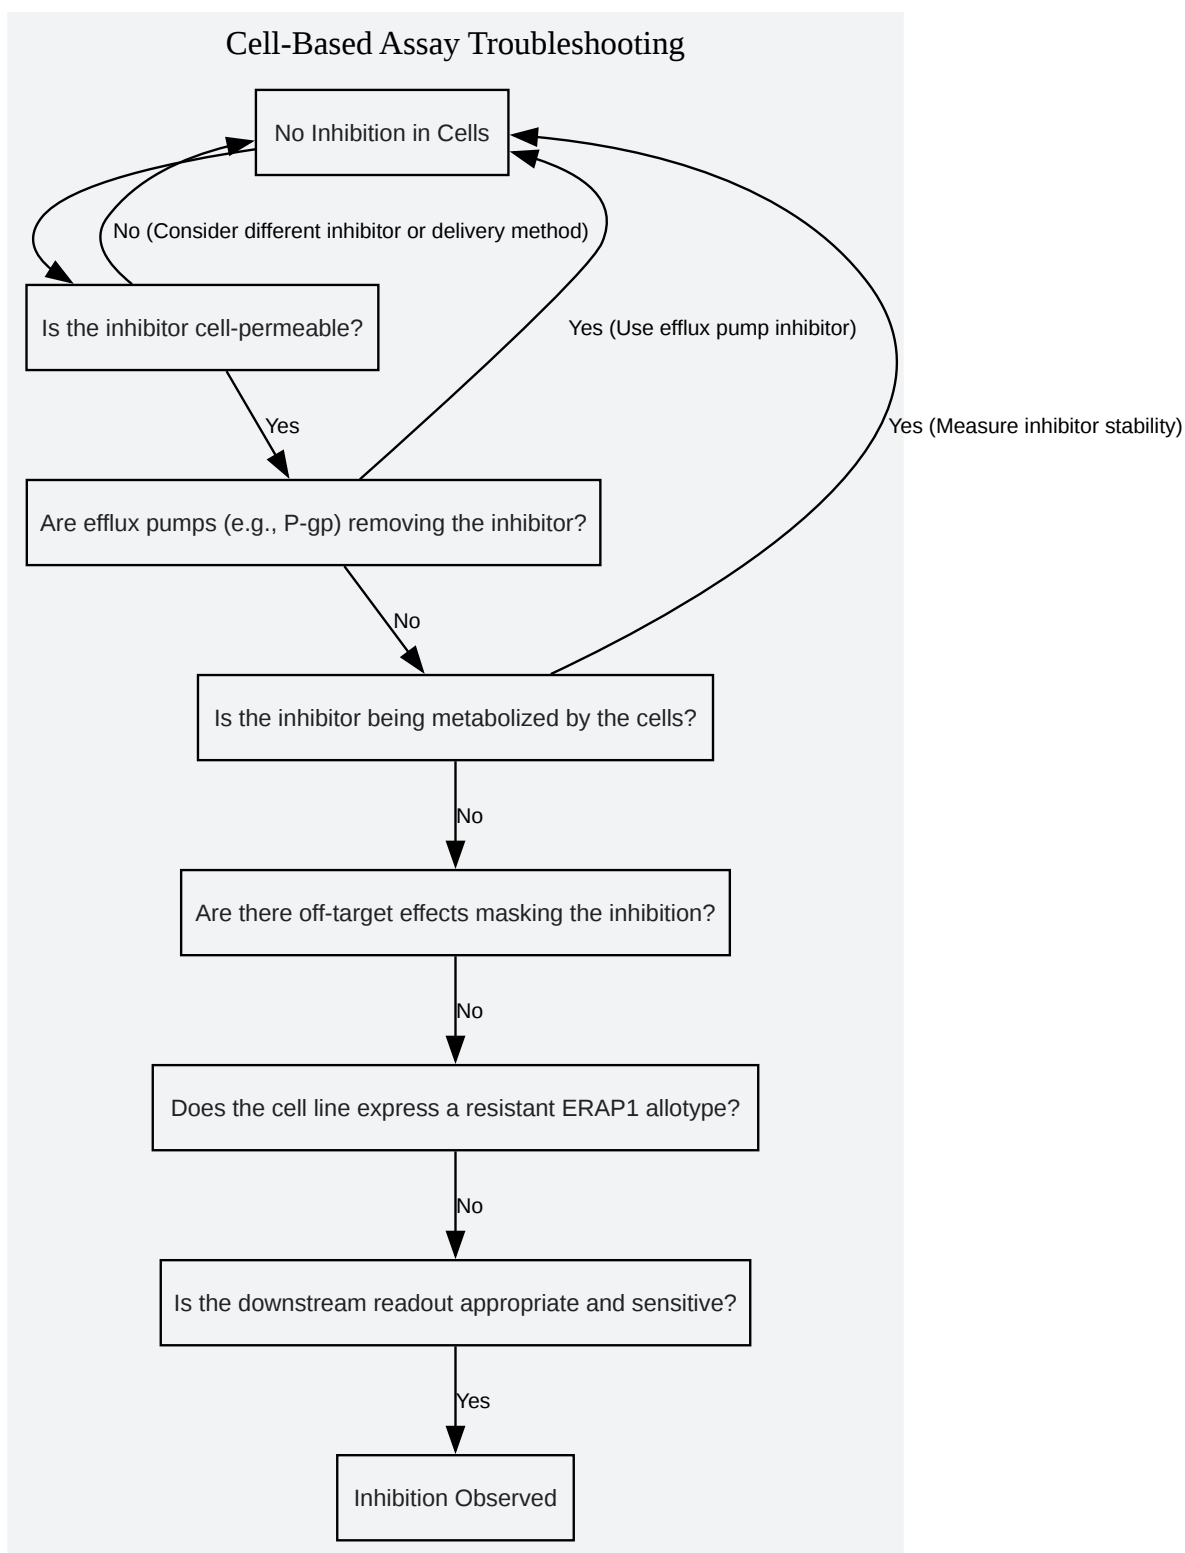 Cell-Based Assay Troubleshooting
No Inhibition in Cells
No (Consider different inhibitor or delivery method)
Is the inhibitor cell-permeable?
Yes (Use efflux pump inhibitor)
Yes
Yes (Measure inhibitor stability)
Are efflux pumps (e.g., P-gp) removing the inhibitor?
No
Is the inhibitor being metabolized by the cells?
No
Are there off-target effects masking the inhibition?
No
Does the cell line express a resistant ERAP1 allotype?
No
Is the downstream readout appropriate and sensitive?
Yes
Inhibition Observed